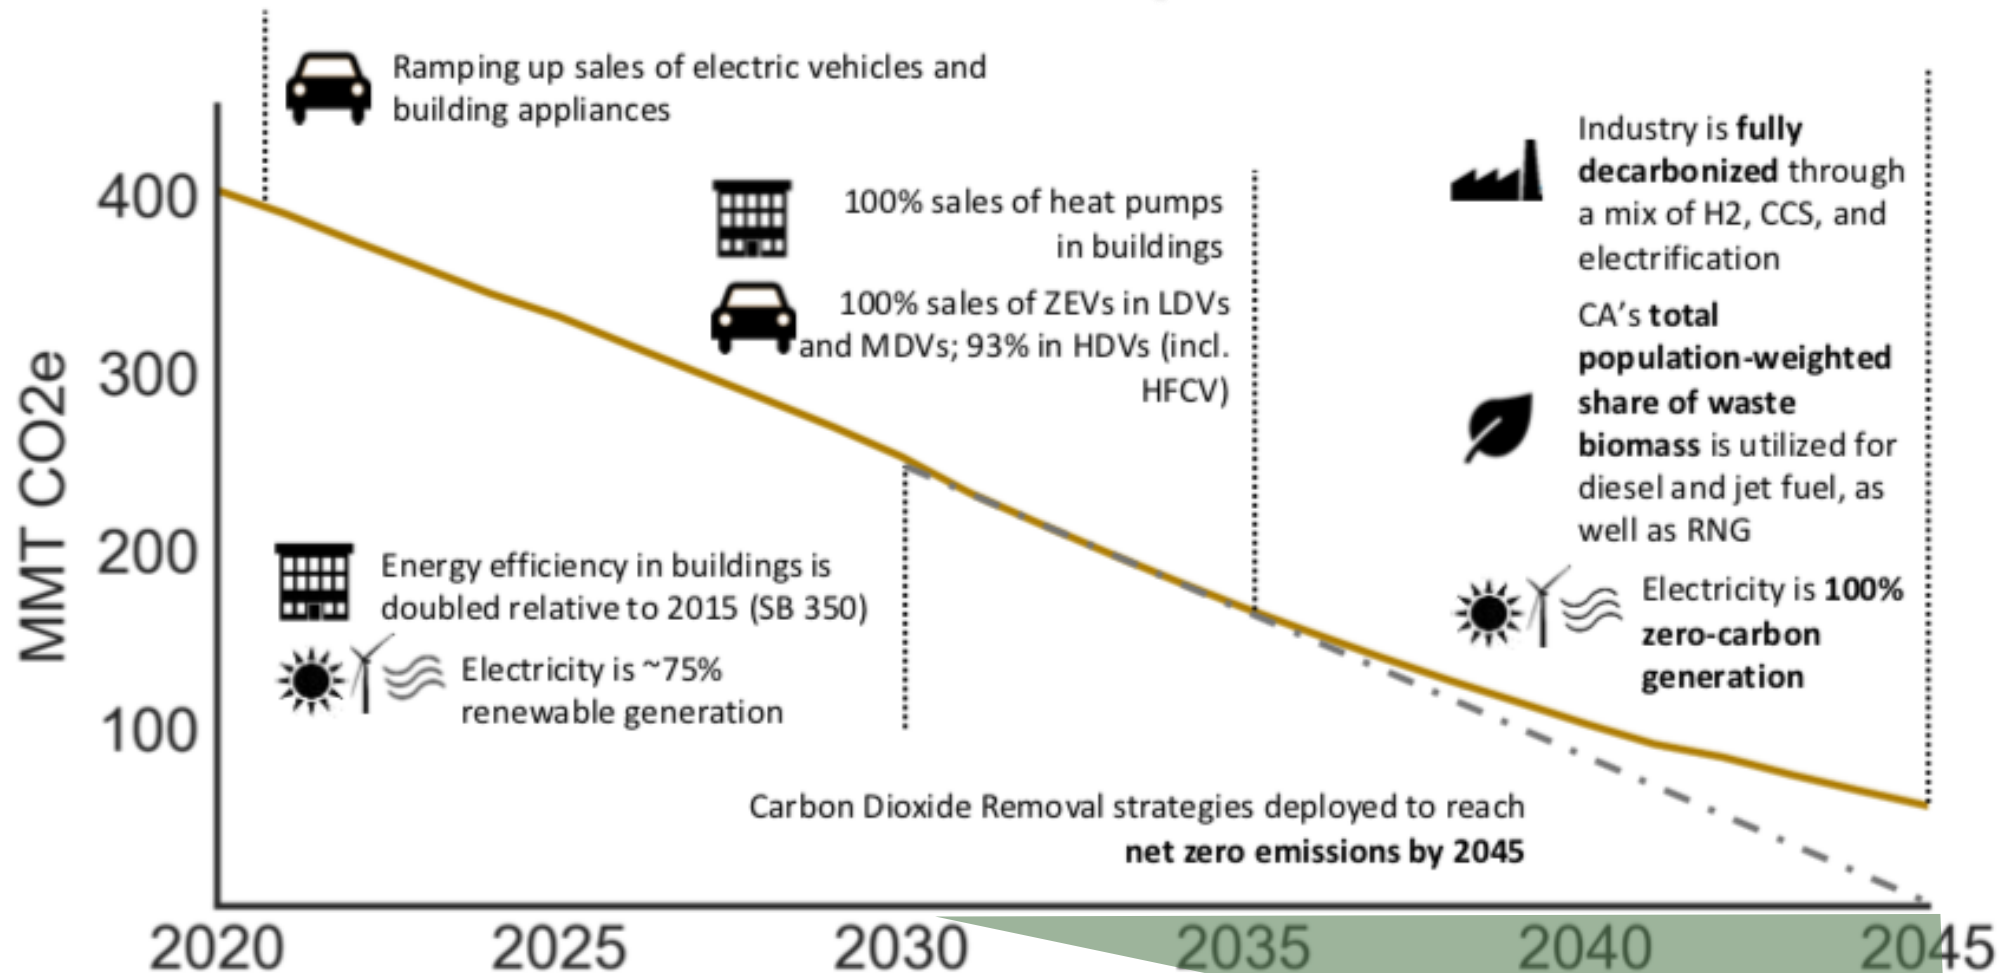 Ramping up sales of electric vehicles and
building appliances
MMT CO2e
400
300
200
100
100% sales of heat pumps
in buildings
100% sales of ZEVs in LDVs
and MDVs; 93% in HDVs (incl.
HFCV)
Industry is fully
decarbonized through
a mix of H2, CCS, and
electrification
CA's total
population-weighted
share of waste
biomass is utilized for
diesel and jet fuel, as
well as RNG
Electricity is 100%
zero-carbon
generation
Energy efficiency in buildings is
doubled relative to 2015 (SB 350)
Electricity is ~75%
renewable generation
Carbon Dioxide Removal strategies deployed to reach
net zero emissions by 2045
2020 2025 2030 2035 2040 2045